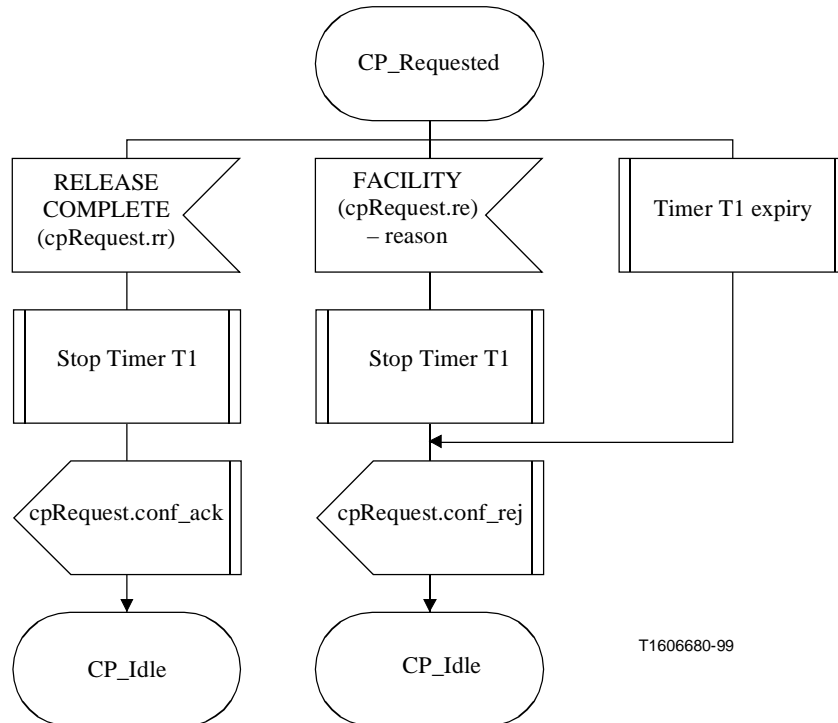 CP_Requested
RELEASE
COMPLETE
(cpRequest.rr)
FACILITY
(cpRequest.re)
– reason
Timer T1 expiry
Stop Timer T1
Stop Timer T1
cpRequest.conf_ack
cpRequest.conf_rej
CP_Idle
CP_Idle
T1606680-99